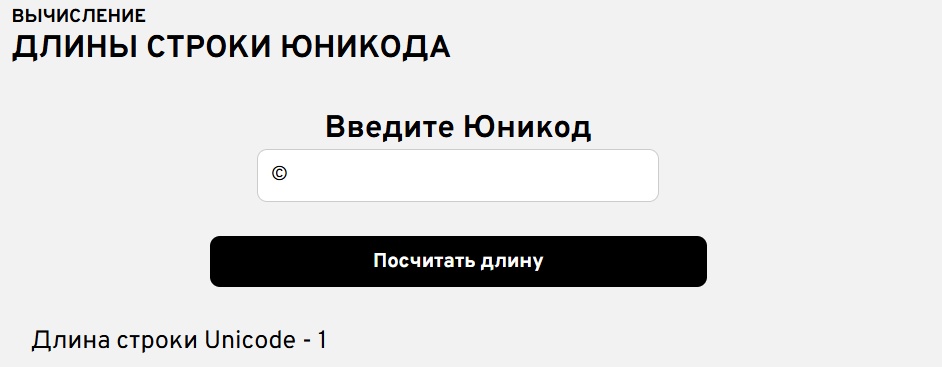 ВЫЧИСЛЕНИЕ
ДЛИНЫ СТРОКИ ЮНИКОДА
Введите Юникод
©
Посчитать длину
Длина строки Unicode - 1